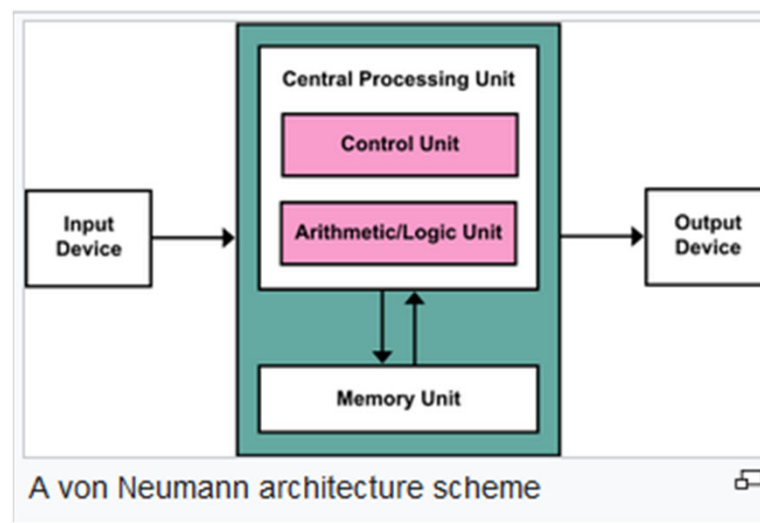 Central Processing Unit
Control Unit
Arithmetic/Logic Unit
Input
Device
Output
Device
Memory Unit
A von Neumann architecture scheme